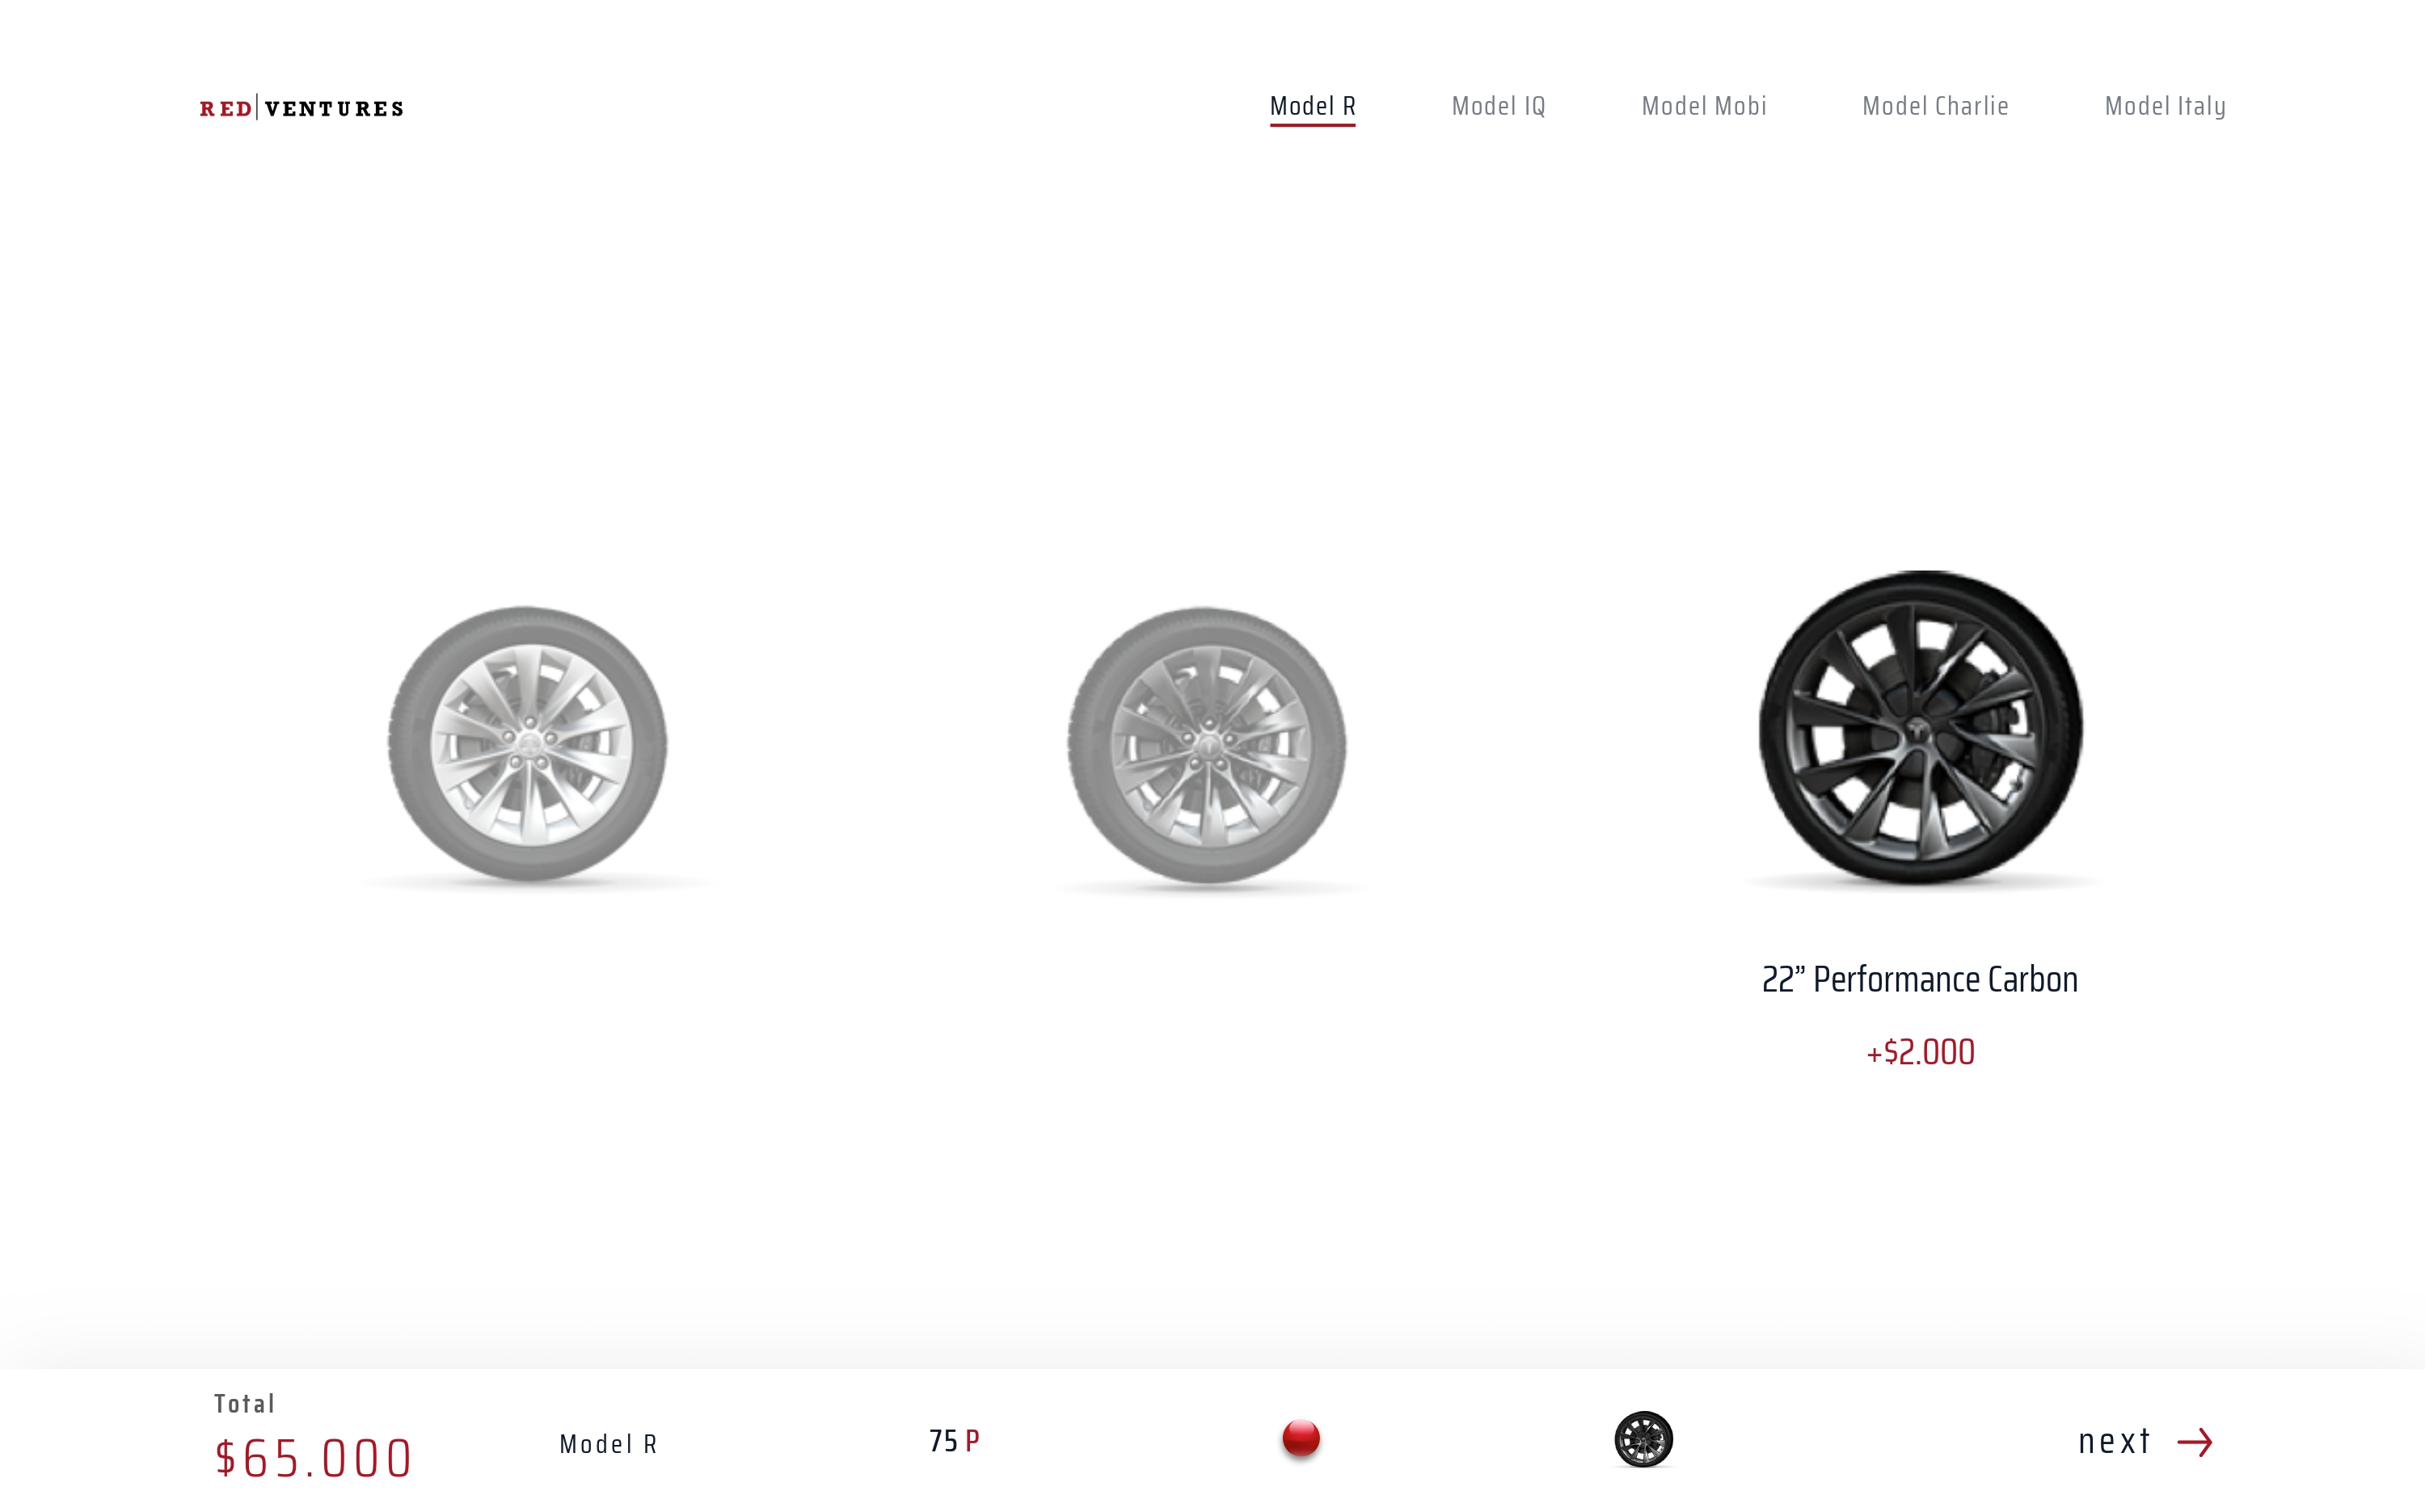 RED VENTURES
Model R
Model IQ
Model Mobi
Model Charlie
Model Italy
22” Performance Carbon
+$2.000
Total
$65.000
Model R
75 P
next